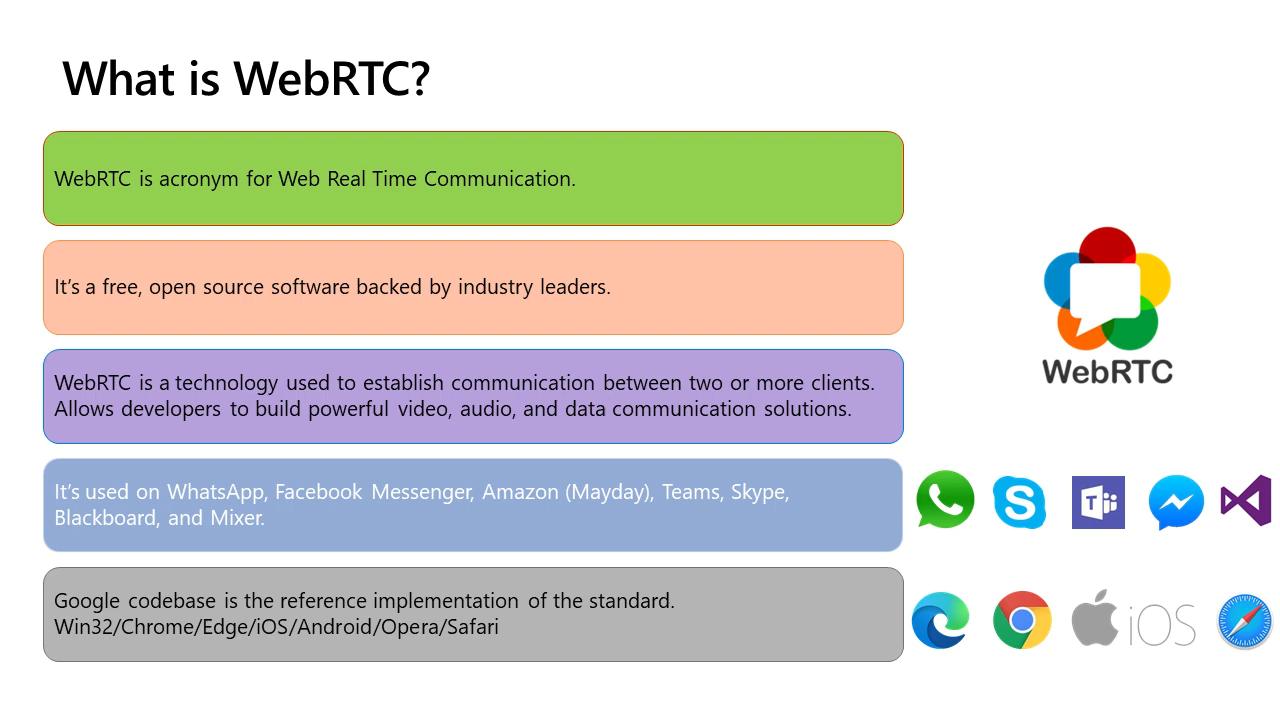 What is WebRTC?
WebRTC is acronym for Web Real Time Communication.
It's a free, open source software backed by industry leaders.
WebRTC
WebRTC is a technology used to establish communication between two or more clients.
Allows developers to build powerful video, audio, and data communication solutions.
It's used on WhatsApp, Facebook Messenger, Amazon (Mayday), Teams, Skype,
Blackboard, and Mixer.
Google codebase is the reference implementation of the standard.
Win32/Chrome/Edge/iOS/Android/Opera/Safari
iOS